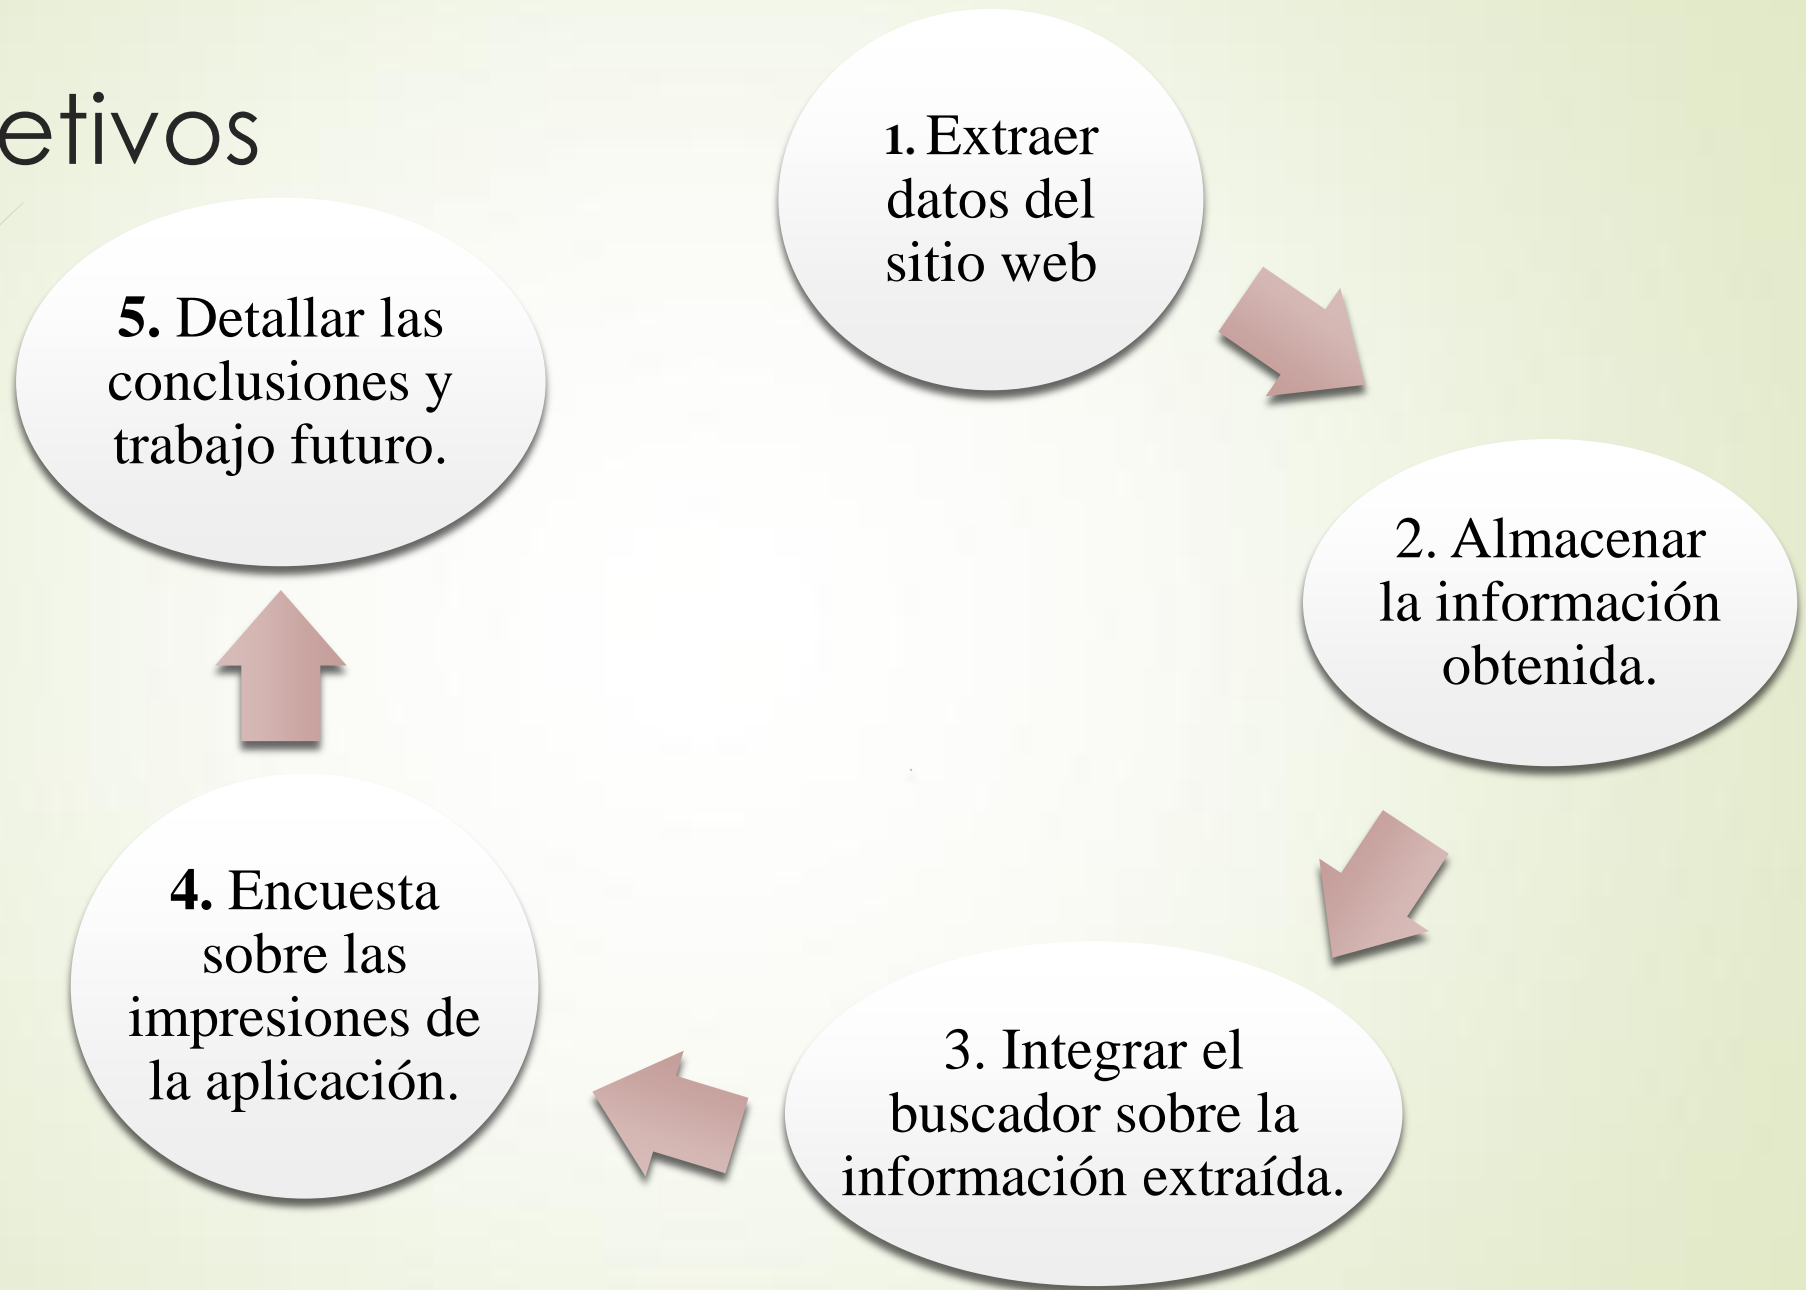 etivos
1. Extraer
datos del
sitio web
2. Almacenar
la información
obtenida.
3. Integrar el
buscador sobre la
información extraída.
4. Encuesta
sobre las
impresiones de
la aplicación.
5. Detallar las
conclusiones y
trabajo futuro.